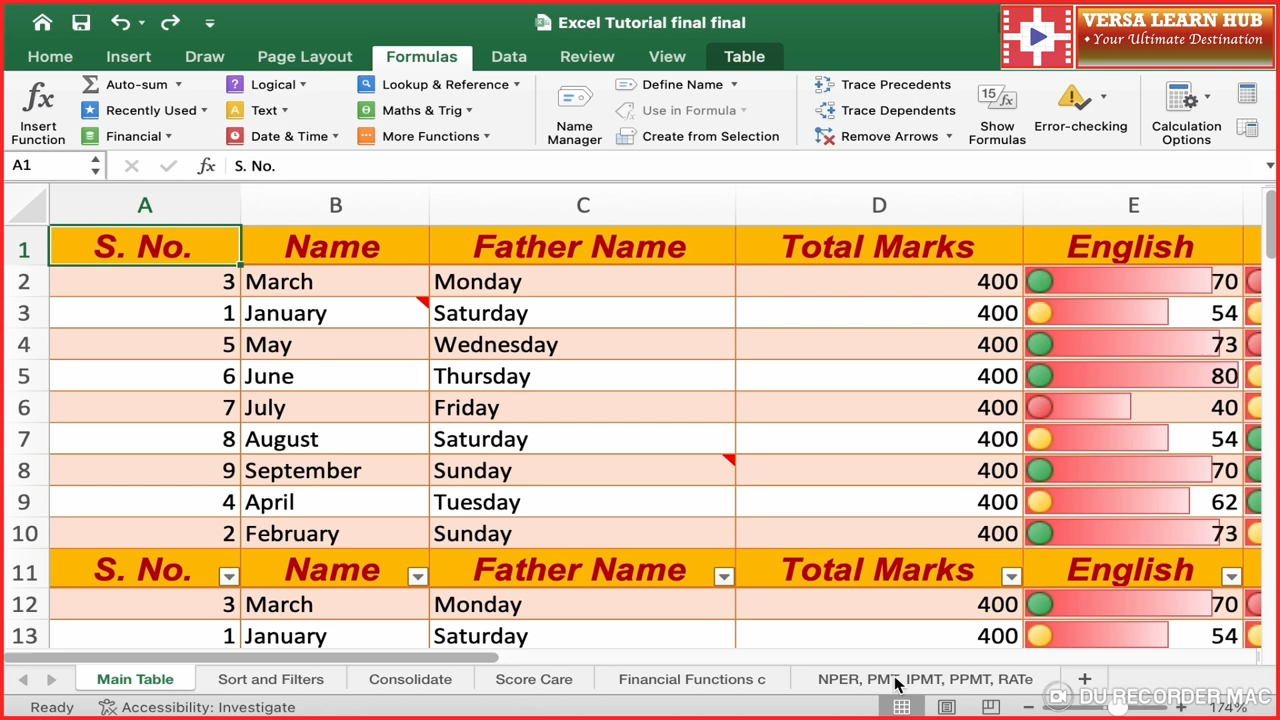 Excel Tutorial final final
VERSA LEARN HUB
• Your Ultimate Destination
Home Insert Draw Page Layout Formulas Data Review View Table
Auto-sum Logical Lookup & Reference Define Name Trace Precedents
Recently Used Text Maths & Trig Use in Formula Trace Dependents
Financial Date & Time More Functions Create from Selection Remove Arrows
Insert Function
Name Manager
15
Show Formulas
Error-checking
Calculation Options
A1 fx S. No.
A B C D E
1 S. No. Name Father Name Total Marks English
2 3 March Monday 400 70
3 1 January Saturday 400 54
4 5 May Wednesday 400 73
5 6 June Thursday 400 80
6 7 July Friday 400 40
7 8 August Saturday 400 54
8 9 September Sunday 400 70
9 4 April Tuesday 400 62
10 2 February Sunday 400 73
11 S. No. Name Father Name Total Marks English
12 3 March Monday 400 70
13 1 January Saturday 400 54
Main Table Sort and Filters Consolidate Score Care Financial Functions c NPER, PMT, IPMT, PPMT, RATe +
DU RECORDER MAC
Ready Accessibility: Investigate 174%